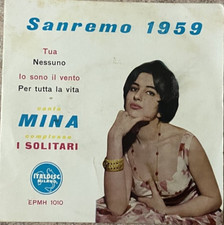 Sanremo 1959
Tua
Nessuno
Io sono il vento
Per tutta la vita
canta
MINA
complesso
I SOLITARI
ITALDISC
MILANO
EPMH 1010